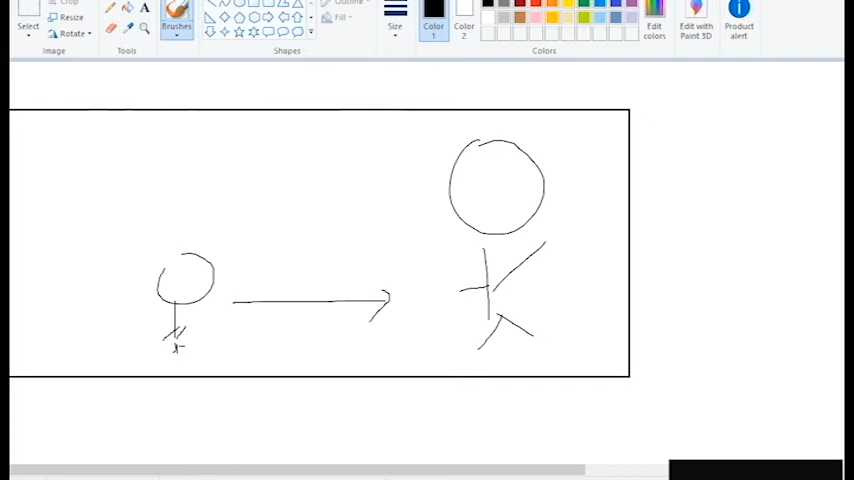 Crop
Resize
Rotate
Select
Image
A
Tools
Brushes
Outline
Fill
Shapes
Size
Color
1
Color
2
Edit
colors
Edit with
Paint 3D
Product
alert
Colors